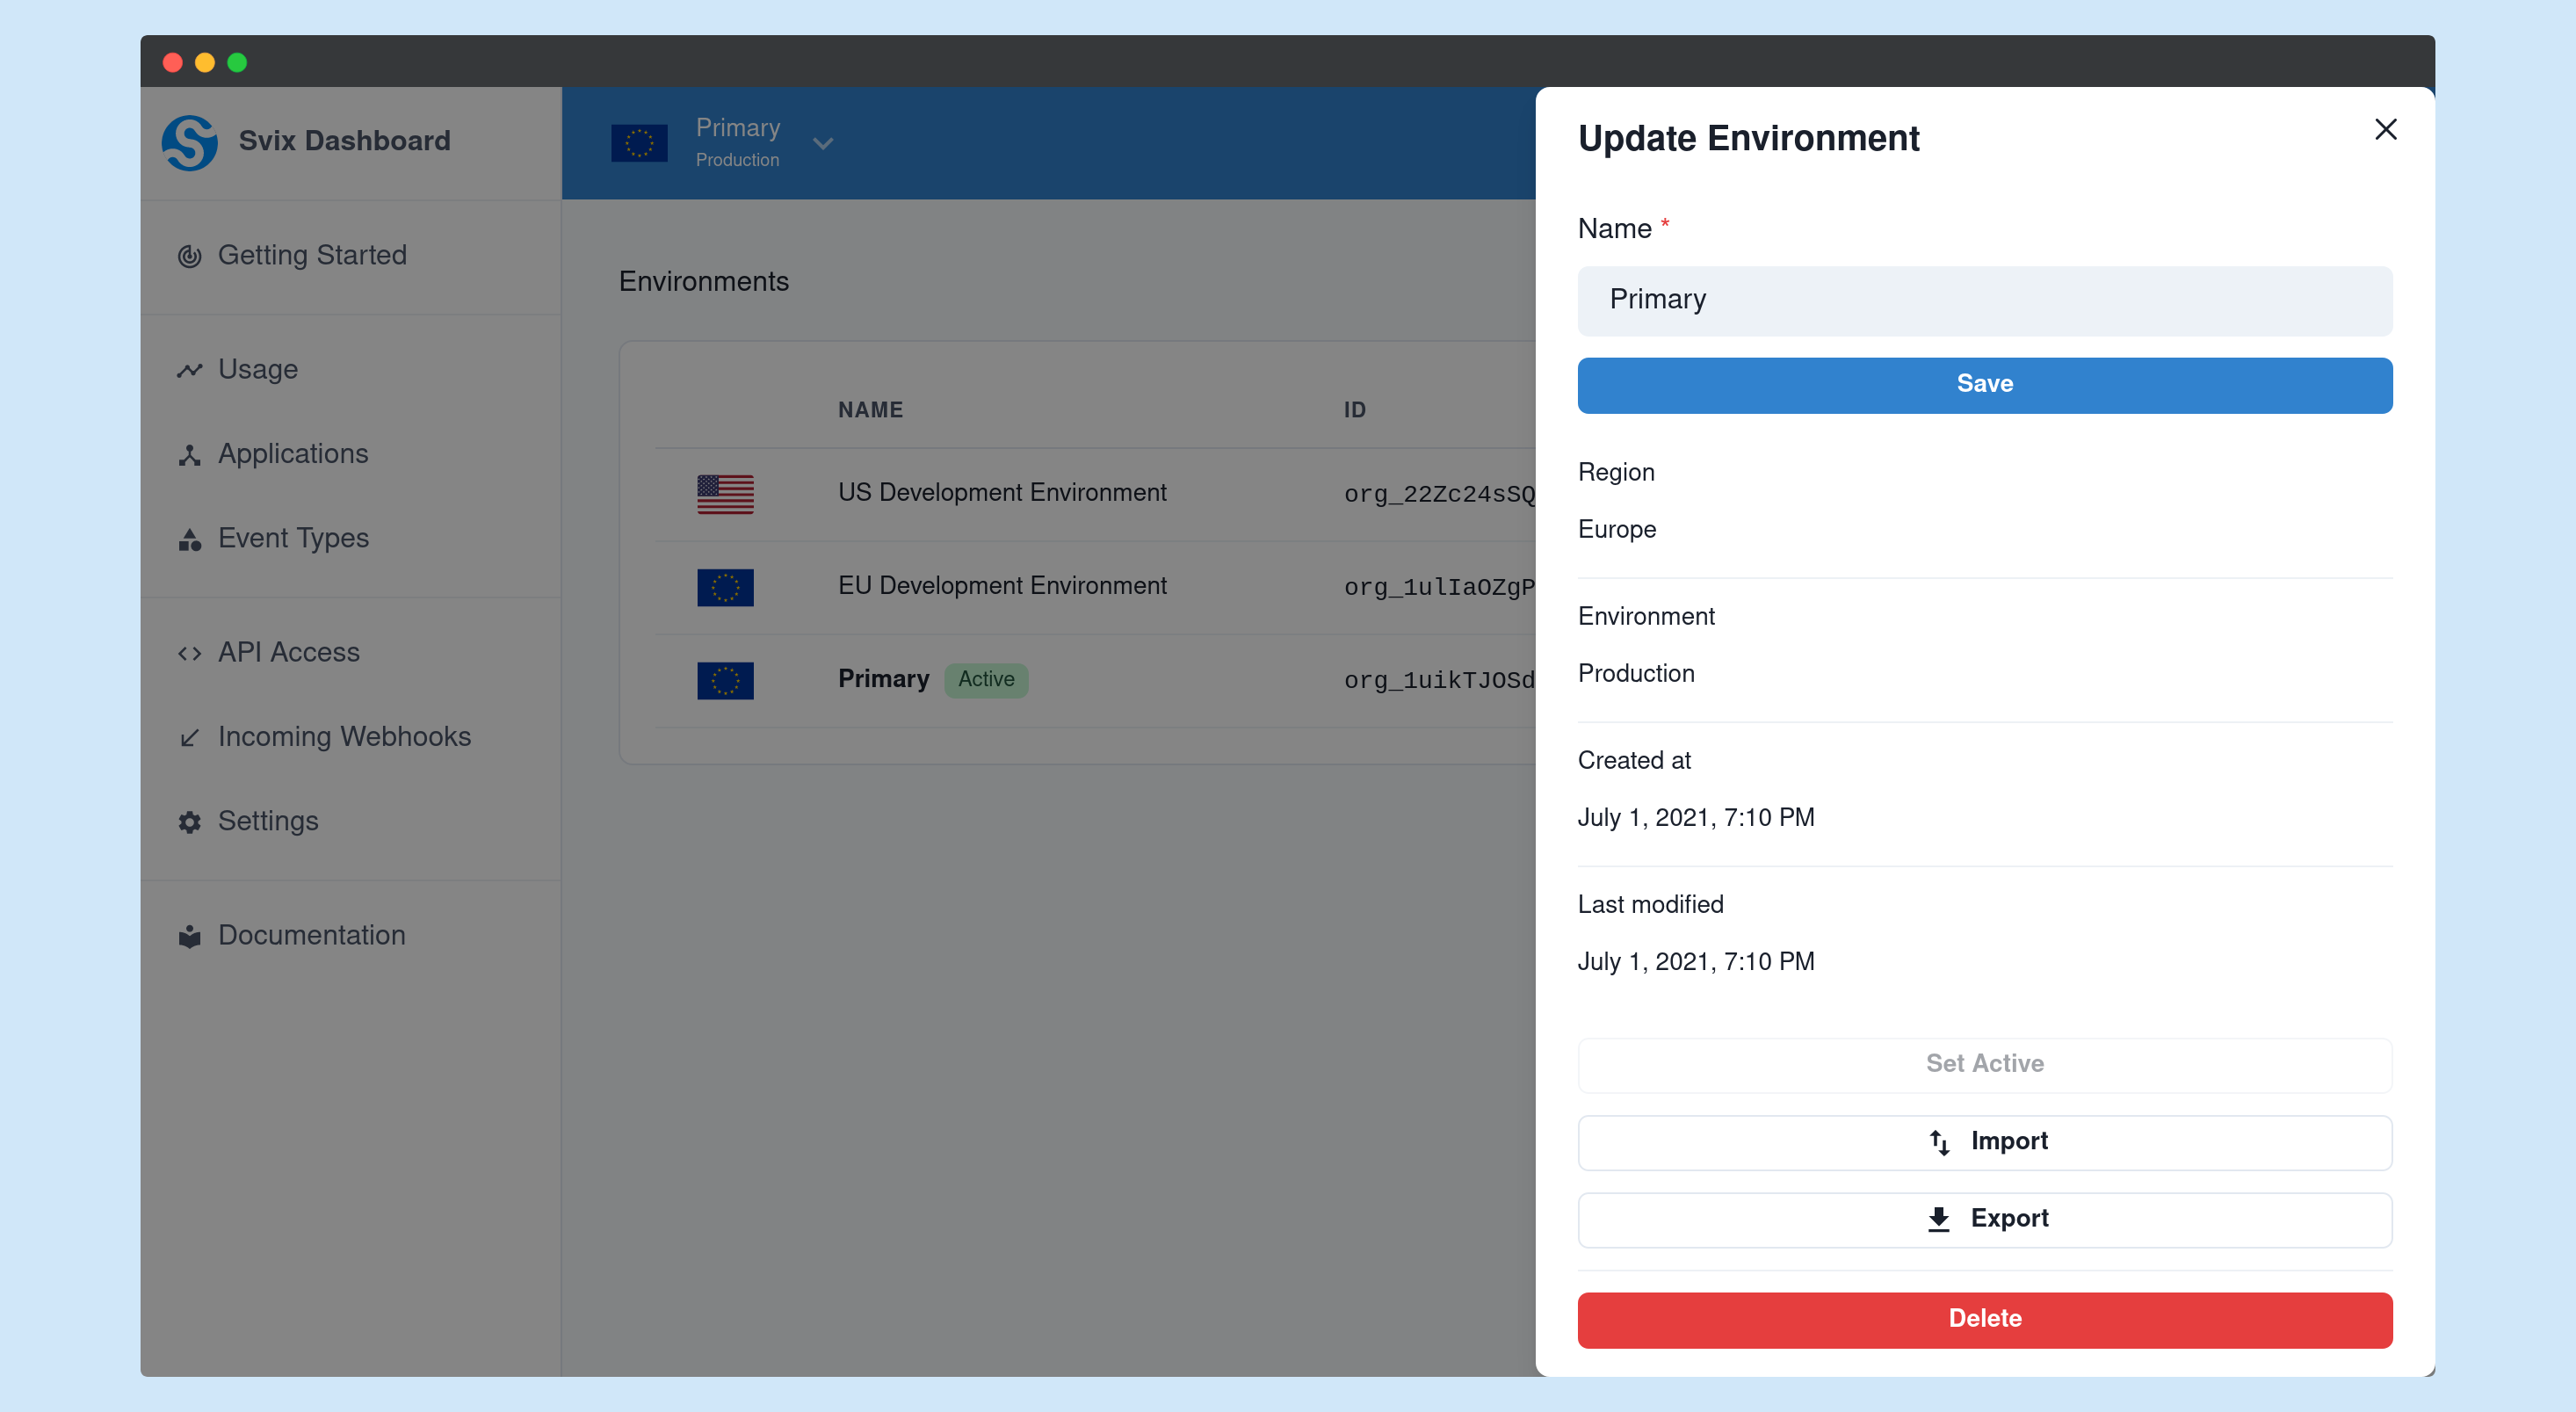 Svix Dashboard
Getting Started
Usage
Applications
Event Types
API Access
Incoming Webhooks
Settings
Documentation
Primary
Production
Environments
NAME ID
US Development Environment org_22Zc24sSQ
EU Development Environment org_1ulIaOZgP
Primary Active org_1uikTJOSd
Update Environment
Name *
Primary
Save
Region
Europe
Environment
Production
Created at
July 1, 2021, 7:10 PM
Last modified
July 1, 2021, 7:10 PM
Set Active
Import
Export
Delete